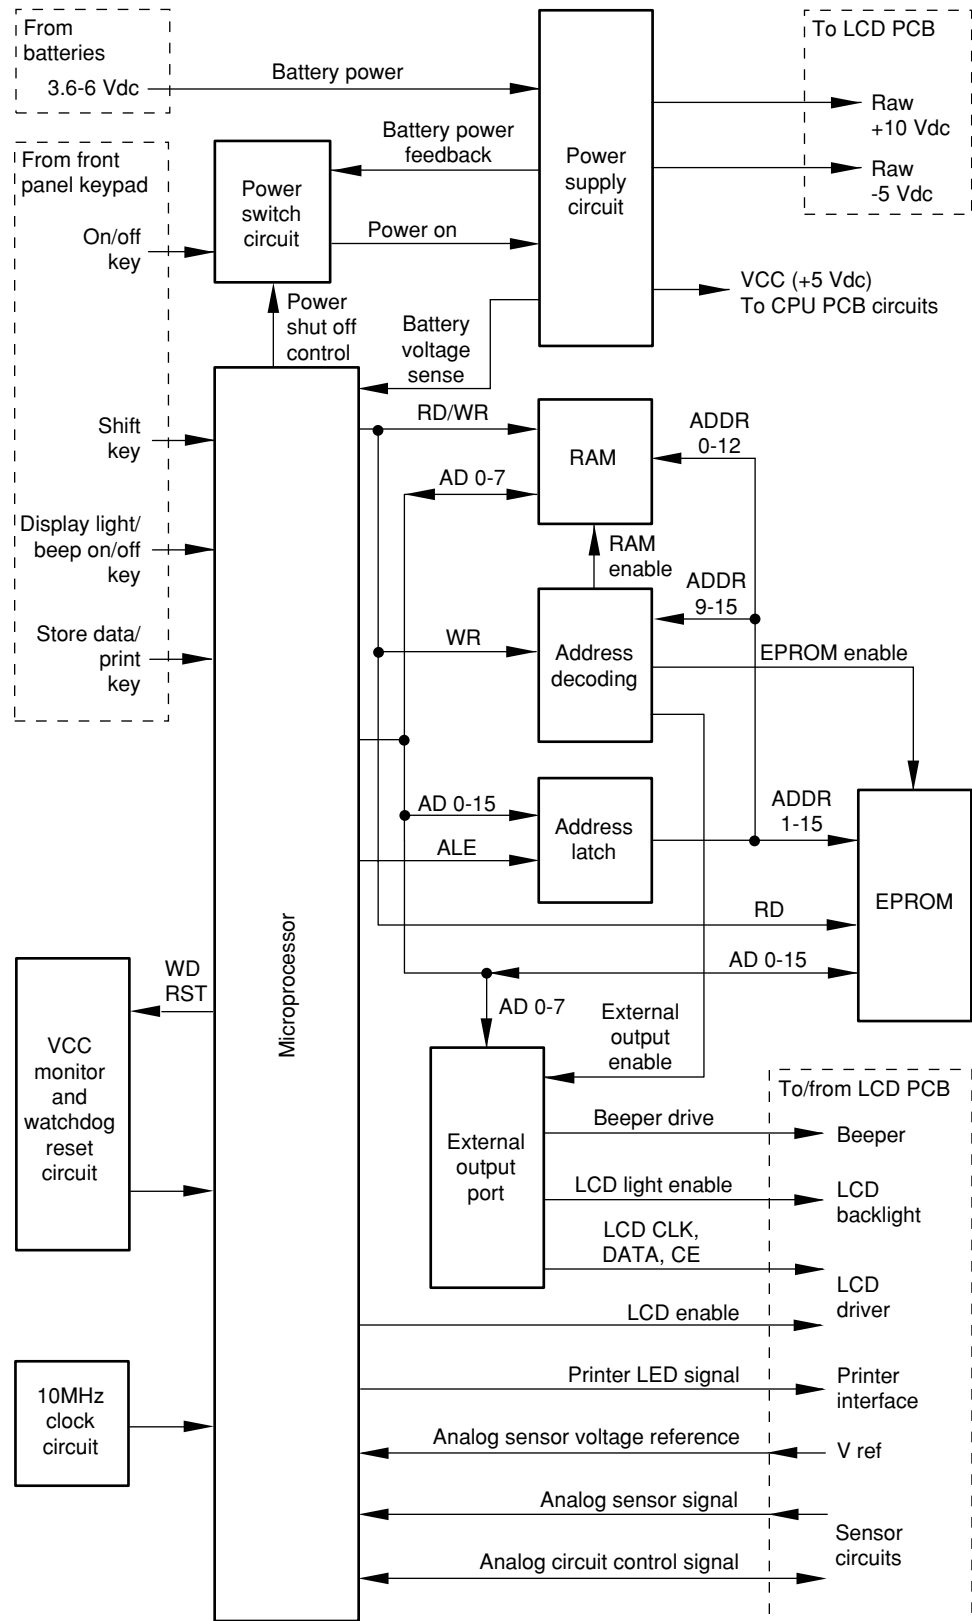 From
batteries
3.6-6 Vdc
Battery power
To LCD PCB
Raw
+10 Vdc
Raw
-5 Vdc
From front
panel keypad
On/off
key
Power
switch
circuit
Battery power
feedback
Power on
Power
supply
circuit
VCC (+5 Vdc)
To CPU PCB circuits
Power
shut off
control
Battery
voltage
sense
Shift
key
Display light/
beep on/off
key
Store data/
print
key
Microprocessor
RD/WR
AD 0-7
RAM
ADDR
0-12
RAM
enable
ADDR
9-15
WR
Address
decoding
EPROM enable
AD 0-15
ALE
Address
latch
ADDR
1-15
EPROM
RD
AD 0-15
AD 0-7
External
output
enable
WD
RST
VCC
monitor
and
watchdog
reset
circuit
External
output
port
To/from LCD PCB
Beeper drive
Beeper
LCD light enable
LCD
backlight
LCD CLK,
DATA, CE
LCD
driver
LCD enable
10MHz
clock
circuit
Printer LED signal
Printer
interface
Analog sensor voltage reference
V ref
Analog sensor signal
Sensor
circuits
Analog circuit control signal